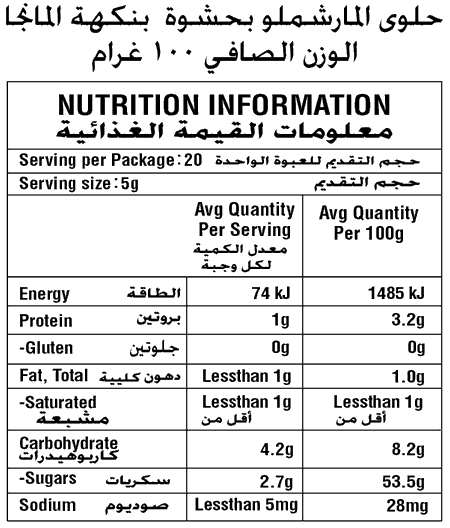 حلوى المارشملو بحشوة بنكهة المانجا
الوزن الصافي ١٠٠ غرام
NUTRITION INFORMATION
معلومات القيمة الغذائية
Serving per Package: 20 حجم التقديم للعبوة الواحدة
Serving size: 5g حجم التقديم
Avg Quantity Per Serving معدل الكمية لكل وجبة
Avg Quantity Per 100g
Energy الطاقة 74 kJ 1485 kJ
Protein بروتين 1g 3.2g
-Gluten جلوتين 0g 0g
Fat, Total دهون كليية Lessthan 1g 1.0g
-Saturated Lessthan 1g Lessthan 1g
مشبعة أقل من أقل من
Carbohydrate 4.2g 8.2g
كاربوهيدرات
-Sugars سكريات 2.7g 53.5g
Sodium صوديوم Lessthan 5mg 28mg